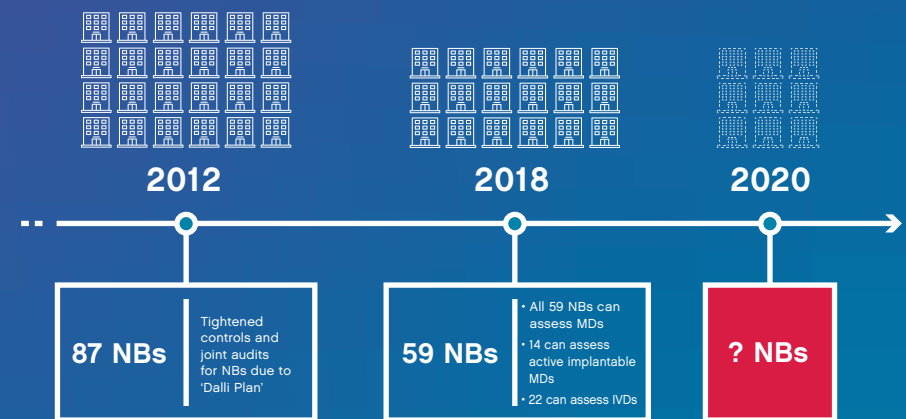 2012
2018
2020
87 NBs
Tightened
controls and
joint audits
for NBs due to
‘Dalli Plan’
59 NBs
• All 59 NBs can
assess MDs
• 14 can assess
active implantable
MDs
• 22 can assess IVDs
? NBs